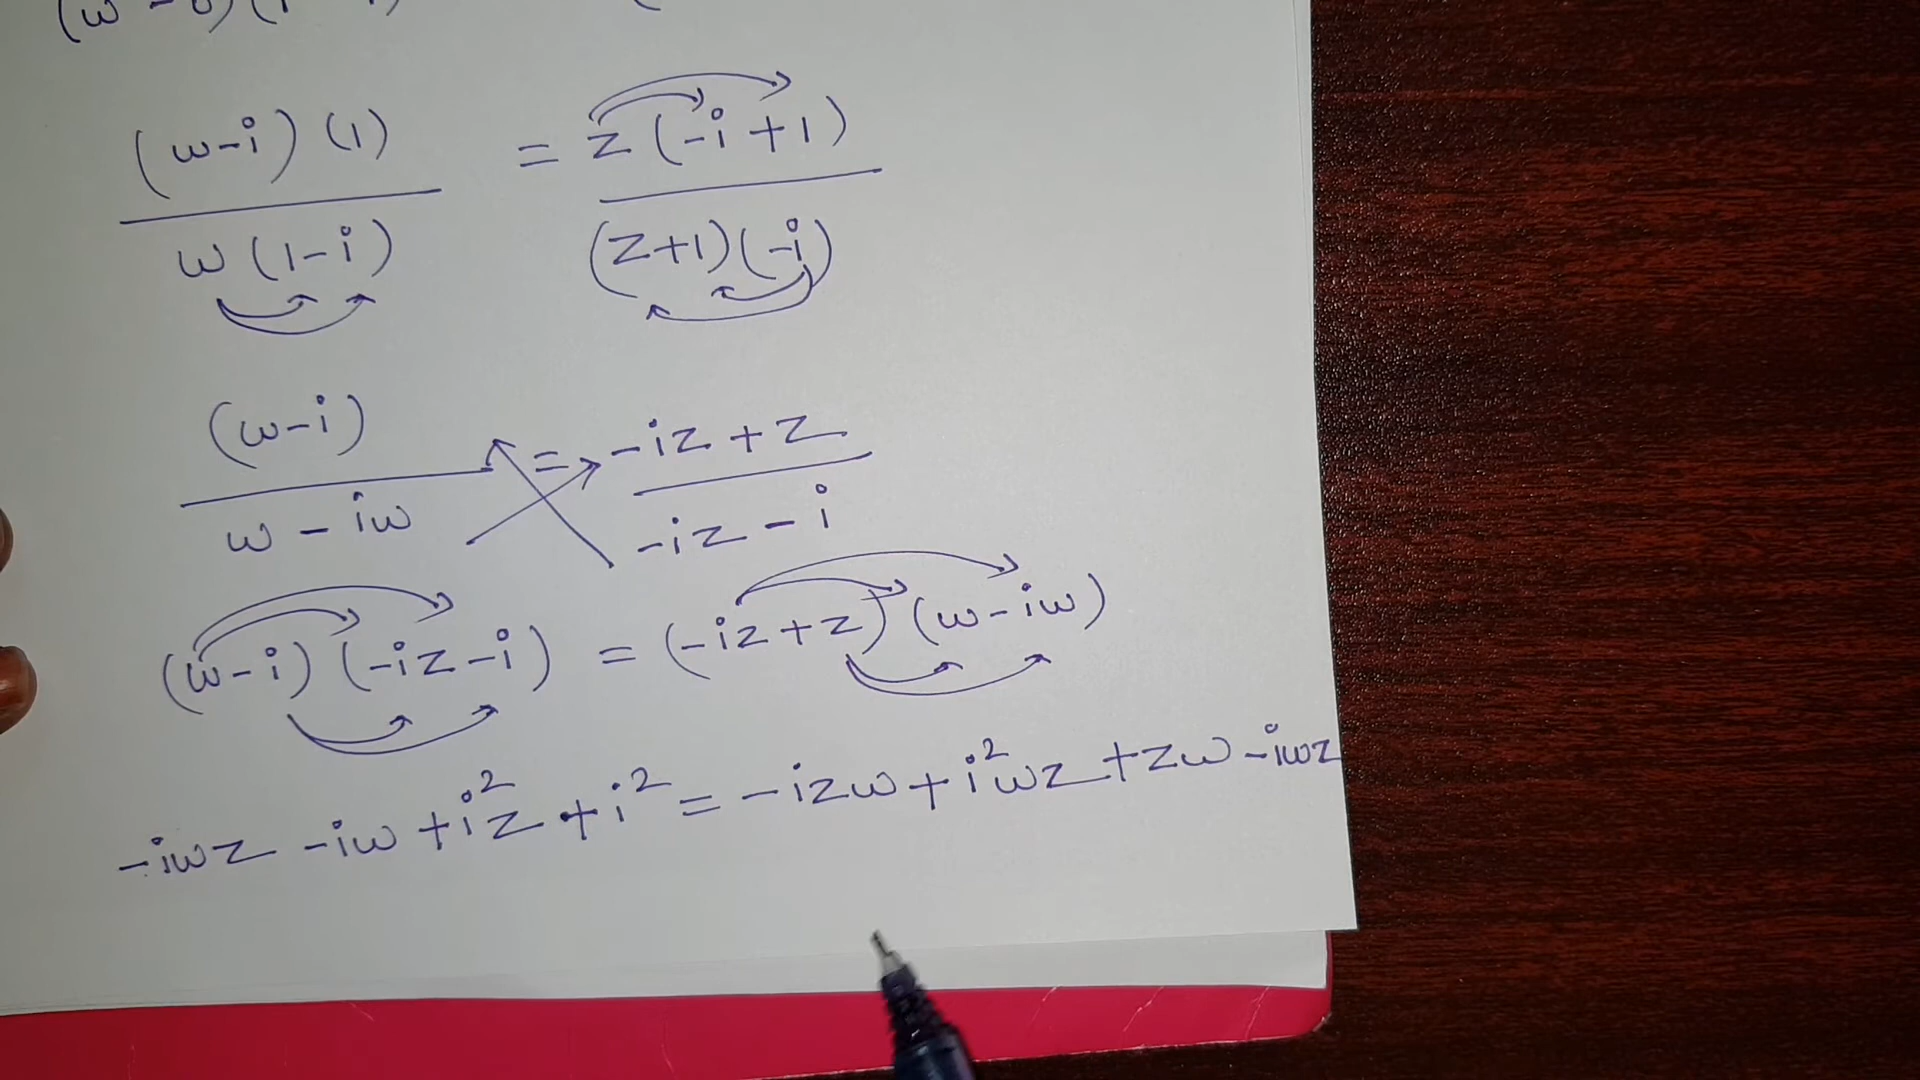 (ω-i)(1) = z(-i+1)
ω(1-i) (z+1)(-i)
(ω-i) = -iz+z
ω-iω -iz-i
(ω-i)(-iz-i) = (-iz+z)(ω-iω)
-iωz -iω +i²z +i² = -izω +i²ωz +zω -iωz